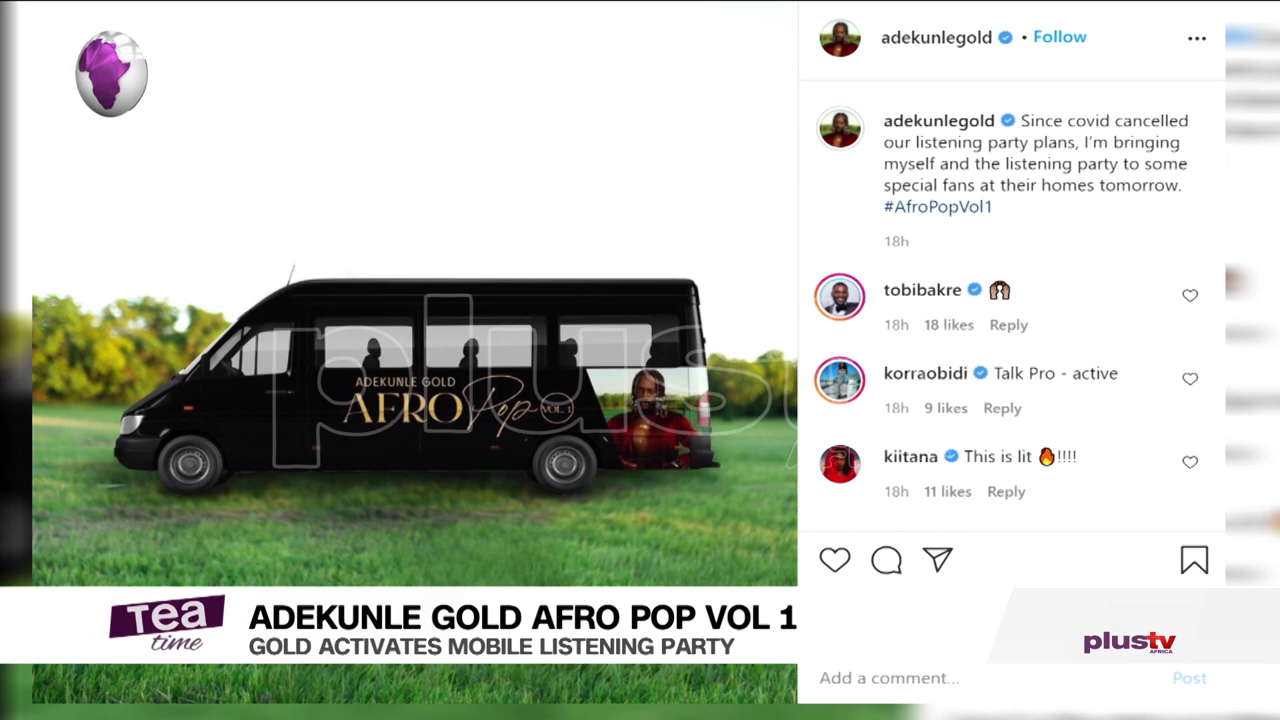 adekunlegold • Follow
adekunlegold Since covid cancelled
our listening party plans, I'm bringing
myself and the listening party to some
special fans at their homes tomorrow.
#AfroPopVol1
18h
tobibakre
18h 18 likes Reply
korraobidi Talk Pro - active
18h 9 likes Reply
kiitana This is lit 🔥!!!!
18h 11 likes Reply
plus
ADEKUNLE GOLD
AFRO Pop VOL. 1
Tea
time
ADEKUNLE GOLD AFRO POP VOL 1
GOLD ACTIVATES MOBILE LISTENING PARTY
plustv
AFRICA
Add a comment... Post